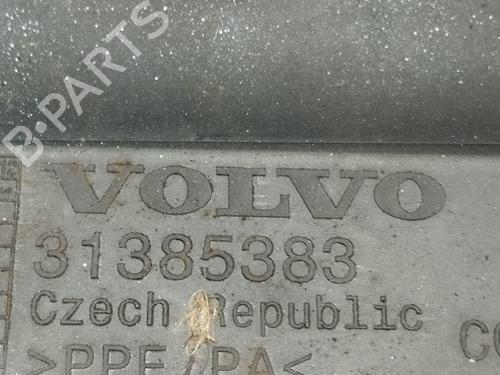 B-PARTS
VOLVO
31385383
Czech Republic
>PPE/PA<